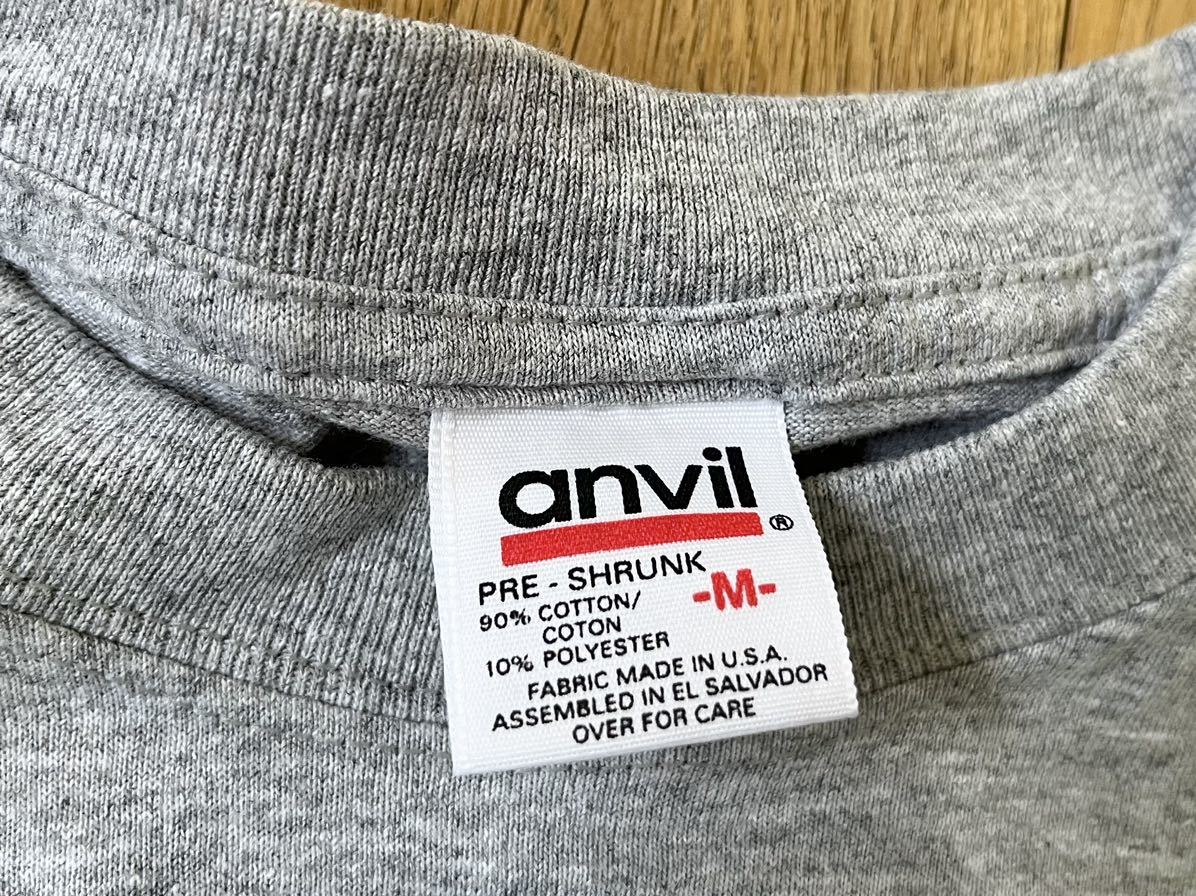 anvil ®
PRE - SHRUNK
-M-
90% COTTON/
COTON
10% POLYESTER
FABRIC MADE IN U.S.A.
ASSEMBLED IN EL SALVADOR
OVER FOR CARE